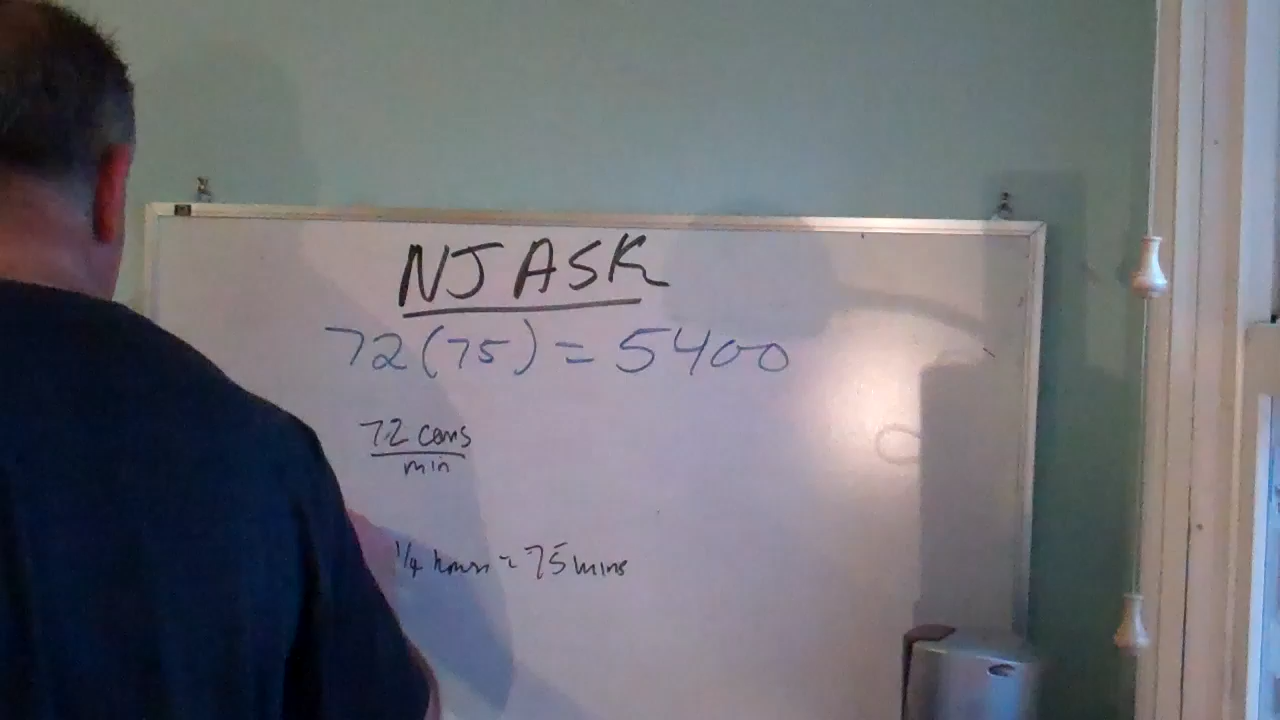 NJ ASK
72(75) = 5400
72 cans
min
1/4 hours = 75 mins